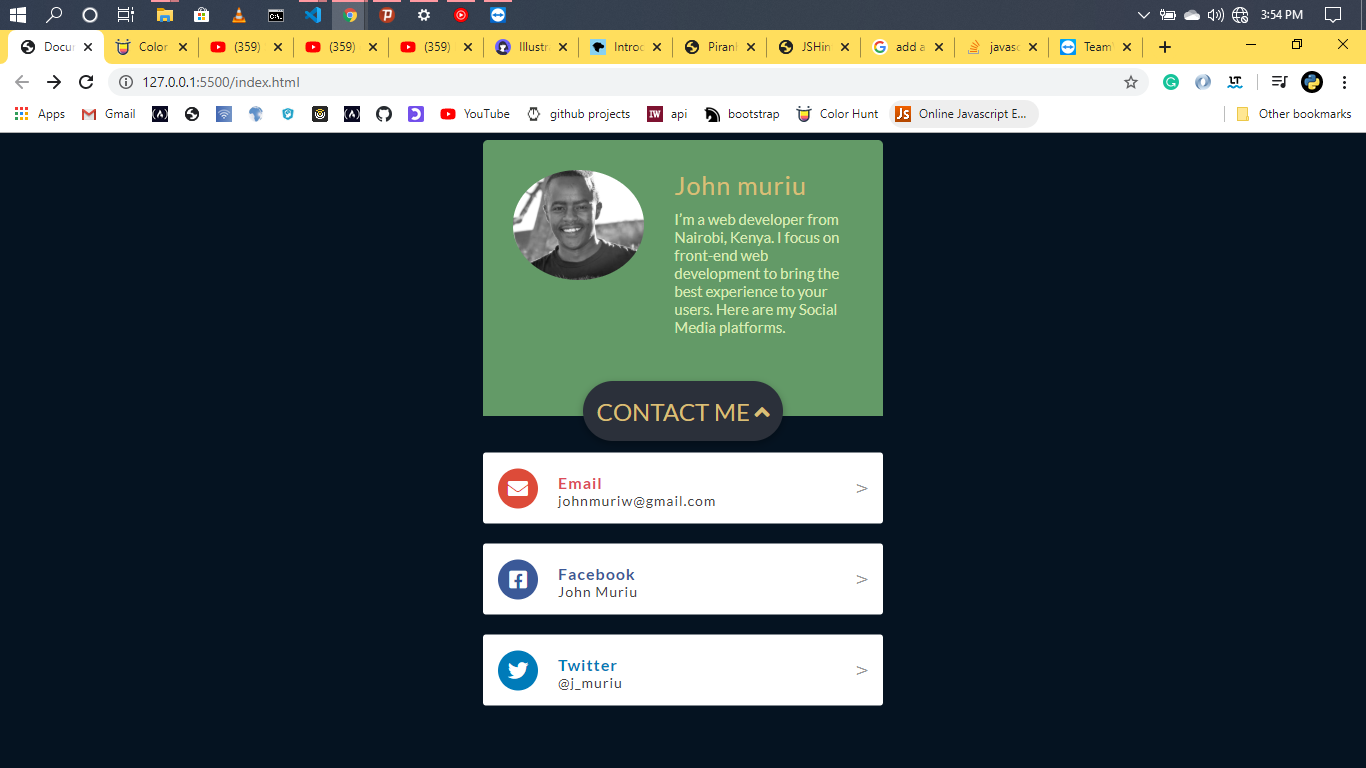 3:54 PM
Docu
Color
(359)
(359)
(359)
Illustr
Introc
Piranh
JSHin
add a
javas
Team
127.0.0.1:5500/index.html
Apps
Gmail
YouTube
github projects
api
bootstrap
Color Hunt
Online Javascript E...
Other bookmarks
John muriu
I'm a web developer from
Nairobi, Kenya. I focus on
front-end web
development to bring the
best experience to your
users. Here are my Social
Media platforms.
CONTACT ME
Email
johnmuriw@gmail.com
>
Facebook
John Muriu
>
Twitter
@j_muriu
>